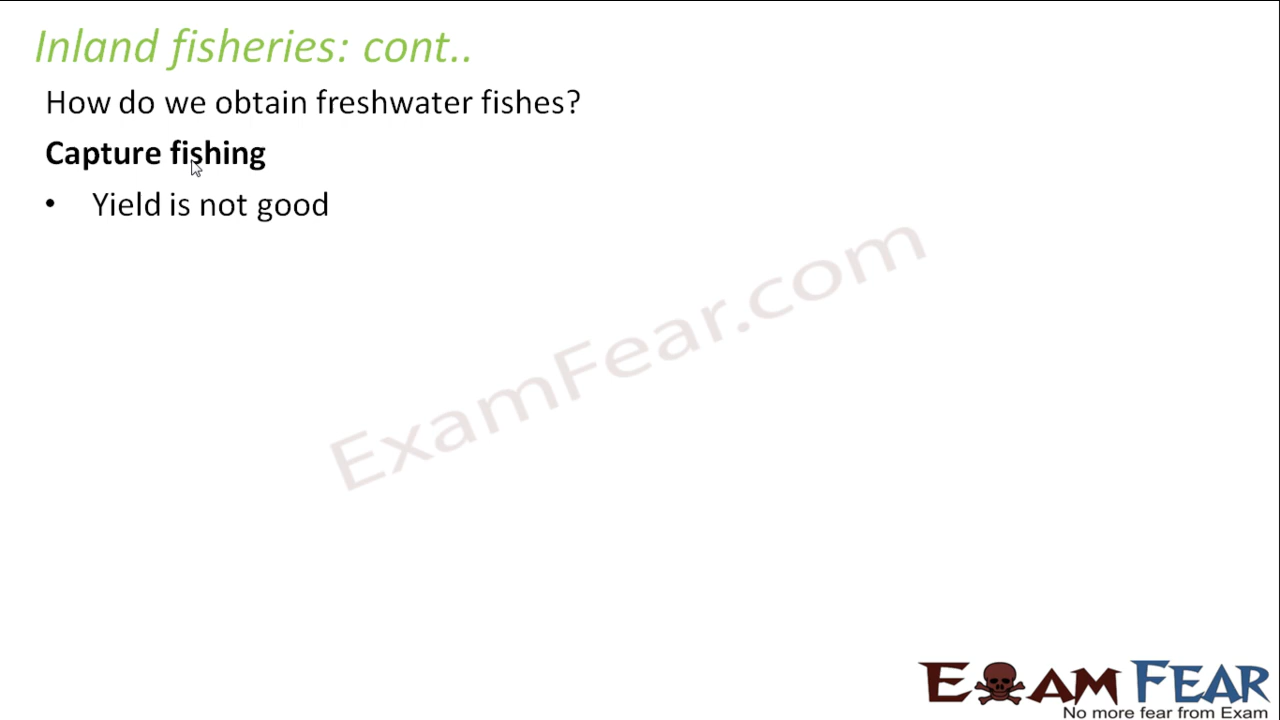 Inland fisheries: cont..
How do we obtain freshwater fishes?
Capture fishing
• Yield is not good
ExamFear.com
EXAM FEAR
No more fear from Exam